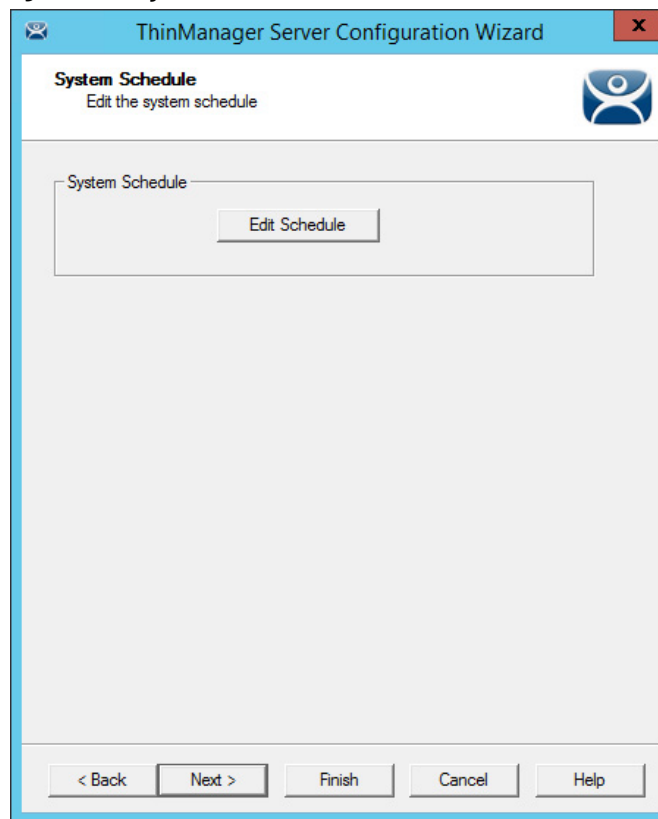 ThinManager Server Configuration Wizard
x
System Schedule
Edit the system schedule
System Schedule
Edit Schedule
< Back Next > Finish Cancel Help